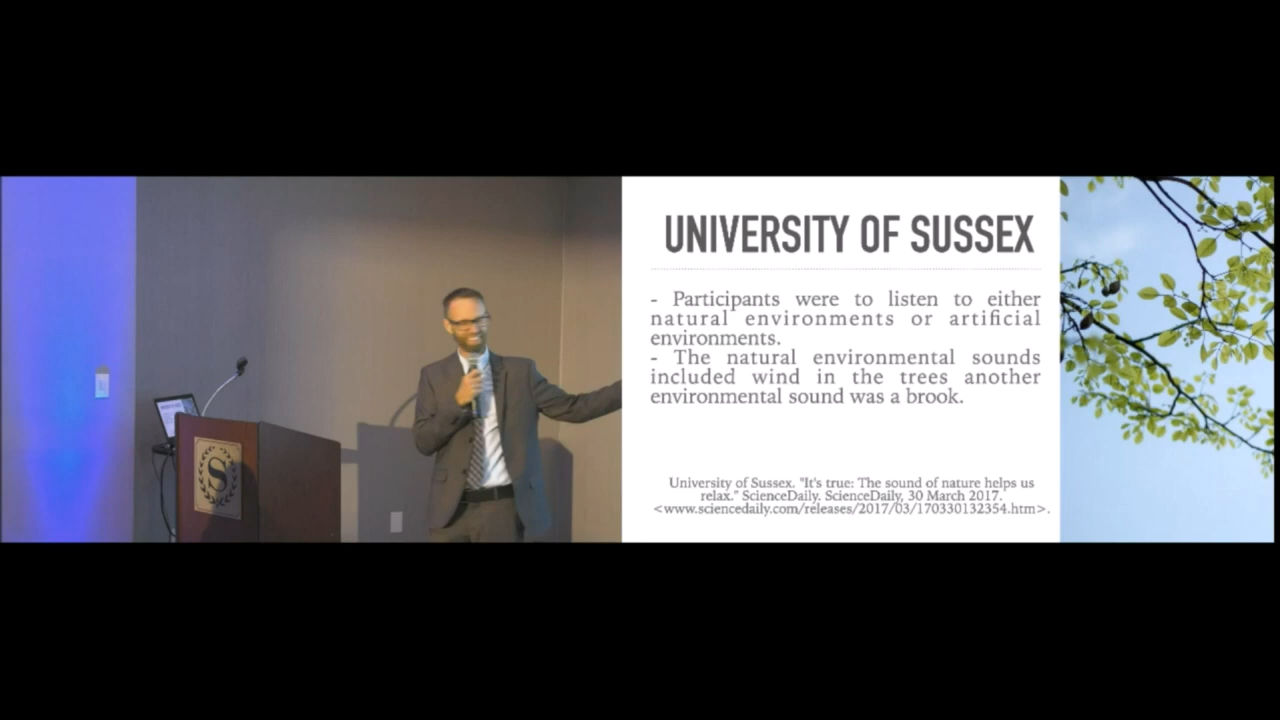 S
UNIVERSITY OF SUSSEX
- Participants were to listen to either
natural environments or artificial
environments.
- The natural environmental sounds
included wind in the trees another
environmental sound was a brook.
University of Sussex. "It's true: The sound of nature helps us
relax." ScienceDaily. ScienceDaily, 30 March 2017.
<www.sciencedaily.com/releases/2017/03/170330132354.htm>.